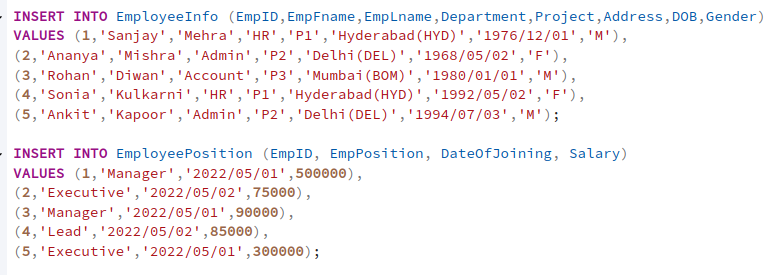 INSERT INTO EmployeeInfo (EmpID,EmpFname,EmpLname,Department,Project,Address,DOB,Gender)
VALUES (1,'Sanjay','Mehra','HR','P1','Hyderabad(HYD)','1976/12/01','M'),
(2,'Ananya','Mishra','Admin','P2','Delhi(DEL)','1968/05/02','F'),
(3,'Rohan','Diwan','Account','P3','Mumbai(BOM)','1980/01/01','M'),
(4,'Sonia','Kulkarni','HR','P1','Hyderabad(HYD)','1992/05/02','F'),
(5,'Ankit','Kapoor','Admin','P2','Delhi(DEL)','1994/07/03','M');
INSERT INTO EmployeePosition (EmpID, EmpPosition, DateOfJoining, Salary)
VALUES (1,'Manager','2022/05/01',500000),
(2,'Executive','2022/05/02',75000),
(3,'Manager','2022/05/01',90000),
(4,'Lead','2022/05/02',85000),
(5,'Executive','2022/05/01',300000);